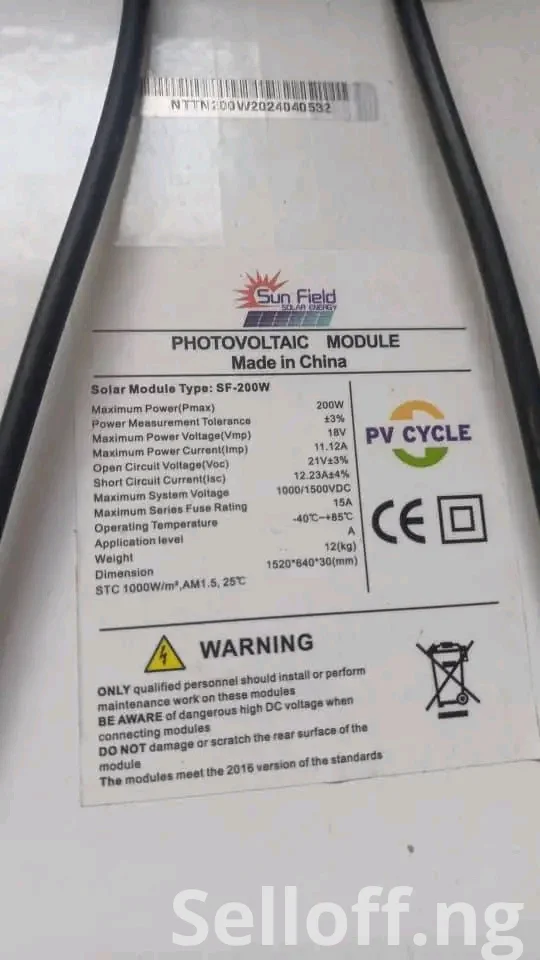 NTTN200W2024040532
Sun Field
SOLAR ENERGY
PHOTOVOLTAIC MODULE
Made in China
Solar Module Type: SF-200W
Maximum Power(Pmax) 200W
Power Measurement Tolerance ±3%
Maximum Power Voltage(Vmp) 18V
Maximum Power Current(Imp) 11.12A
Open Circuit Voltage(Voc) 21V±3%
Short Circuit Current(Isc) 12.23A±4%
Maximum System Voltage 1000/1500VDC
Maximum Series Fuse Rating 15A
Operating Temperature -40℃~+85℃
Application level A
Weight 12(kg)
Dimension 1520*640*30(mm)
STC 1000W/m²,AM1.5, 25℃
PV CYCLE
CE
WARNING
ONLY qualified personnel should install or perform
maintenance work on these modules
BE AWARE of dangerous high DC voltage when
connecting modules
DO NOT damage or scratch the rear surface of the
module
The modules meet the 2016 version of the standards
Selloff.ng